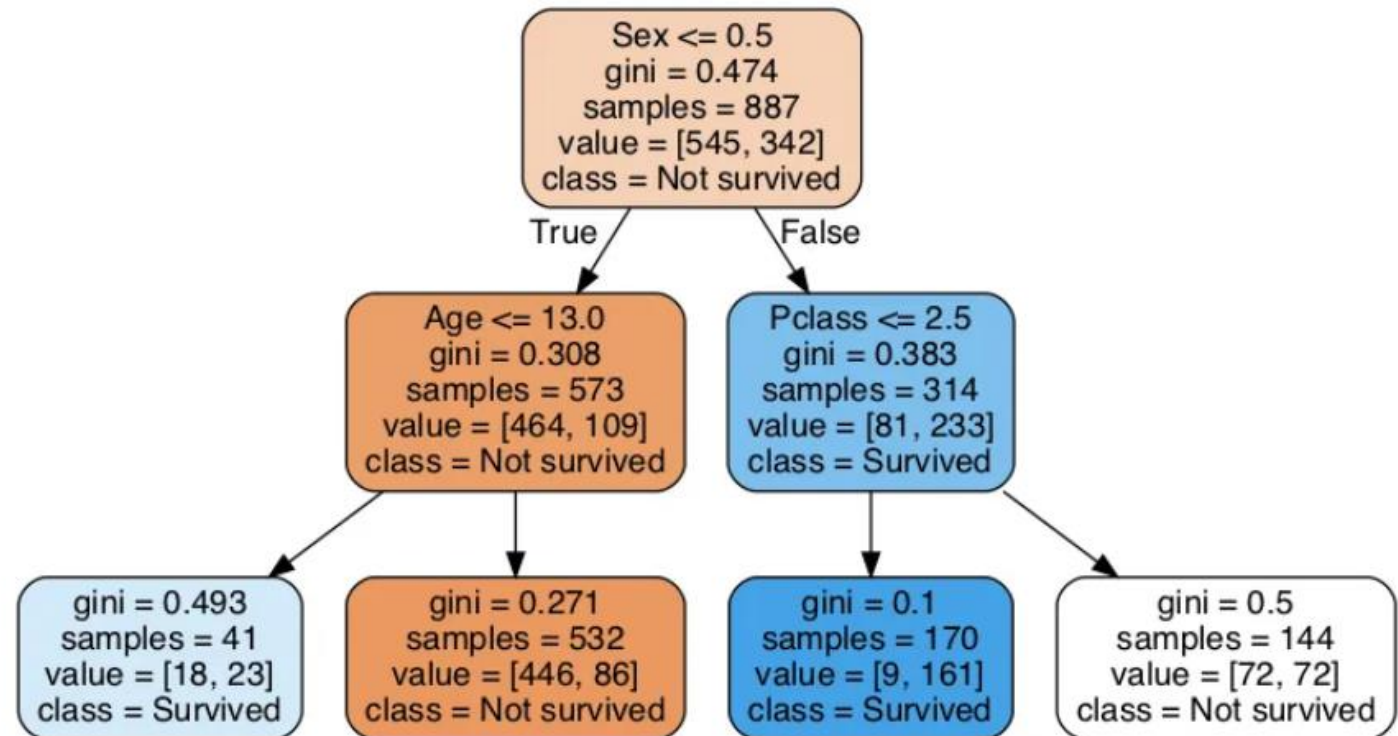 Sex <= 0.5
gini = 0.474
samples = 887
value = [545, 342]
class = Not survived
True
False
Age <= 13.0
gini = 0.308
samples = 573
value = [464, 109]
class = Not survived
Pclass <= 2.5
gini = 0.383
samples = 314
value = [81, 233]
class = Survived
gini = 0.493
samples = 41
value = [18, 23]
class = Survived
gini = 0.271
samples = 532
value = [446, 86]
class = Not survived
gini = 0.1
samples = 170
value = [9, 161]
class = Survived
gini = 0.5
samples = 144
value = [72, 72]
class = Not survived